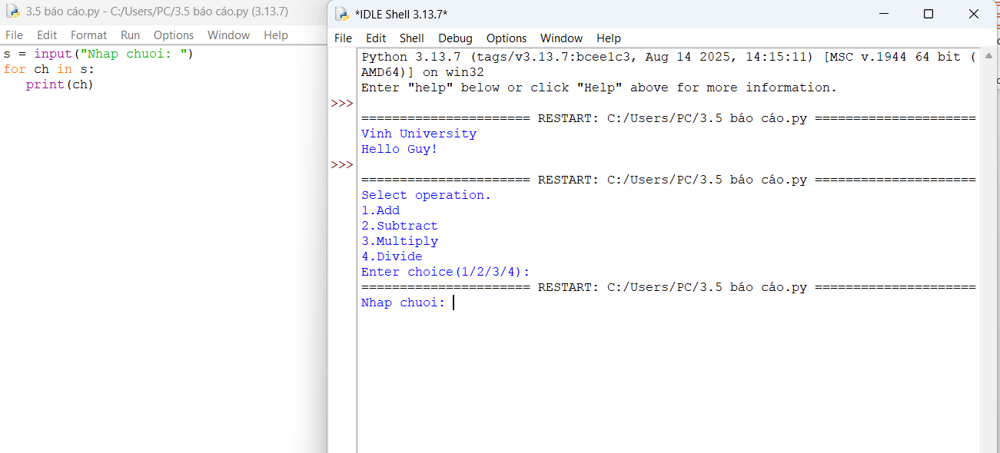 3.5 báo cáo.py - C:/Users/PC/3.5 báo cáo.py (3.13.7)
File Edit Format Run Options Window Help
s = input("Nhap chuoi: ")
for ch in s:
   print(ch)
*IDLE Shell 3.13.7*
File Edit Shell Debug Options Window Help
Python 3.13.7 (tags/v3.13.7:bcee1c3, Aug 14 2025, 14:15:11) [MSC v.1944 64 bit (
AMD64)] on win32
Enter "help" below or click "Help" above for more information.
>>>
====================== RESTART: C:/Users/PC/3.5 báo cáo.py =====================
Vinh University
Hello Guy!
>>>
====================== RESTART: C:/Users/PC/3.5 báo cáo.py =====================
Select operation.
1.Add
2.Subtract
3.Multiply
4.Divide
Enter choice(1/2/3/4):
====================== RESTART: C:/Users/PC/3.5 báo cáo.py =====================
Nhap chuoi: